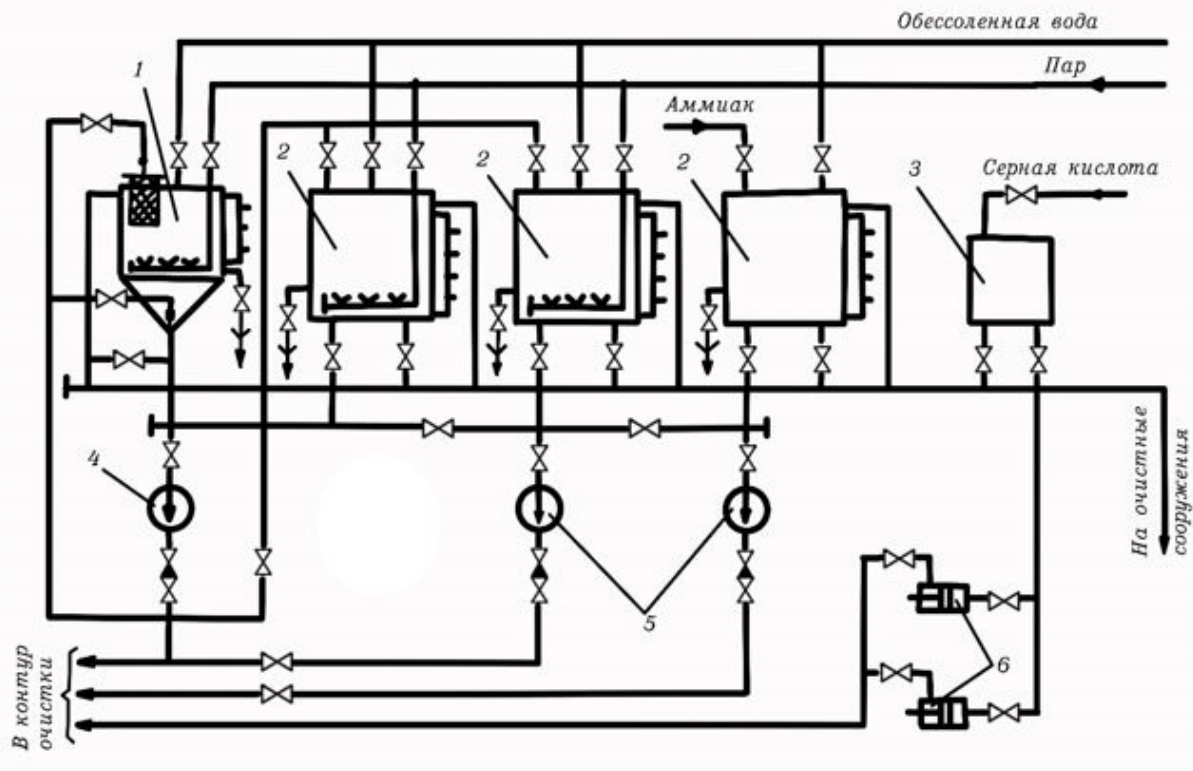 Обессоленная вода
Пар
Аммиак
Серная кислота
1
2
2
2
3
4
5
6
На очистные
сооружения
В контур
очистки